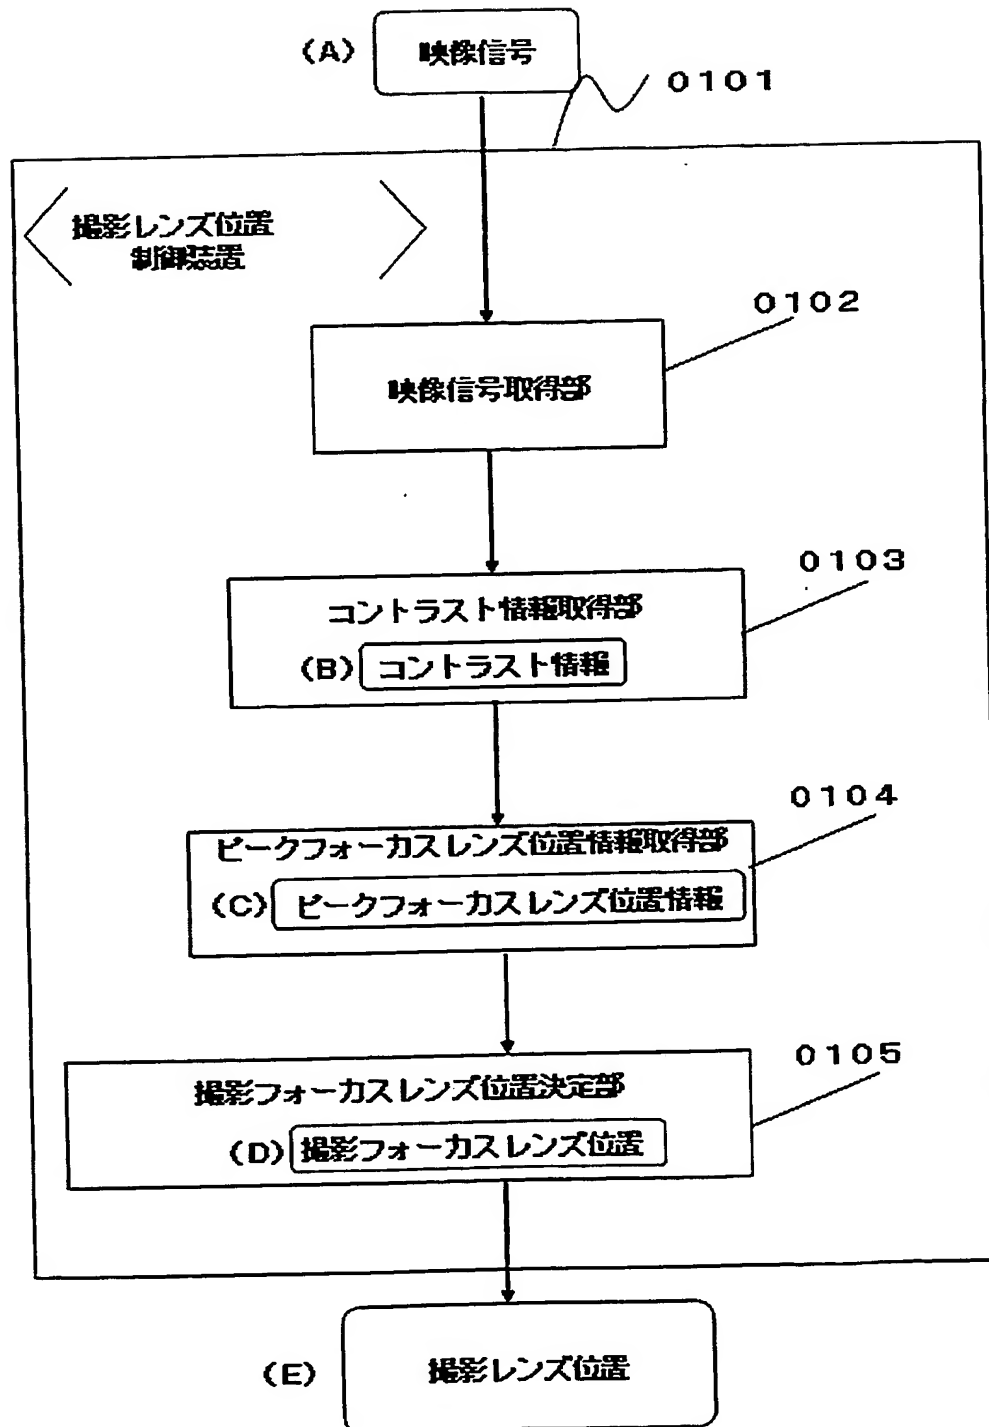 (A) 映像信号
0101
撮影レンズ位置
制御装置
0102
映像信号取得部
0103
コントラスト情報取得部
(B) コントラスト情報
0104
ピークフォーカスレンズ位置情報取得部
(C) ピークフォーカスレンズ位置情報
0105
撮影フォーカスレンズ位置決定部
(D) 撮影フォーカスレンズ位置
(E) 撮影レンズ位置